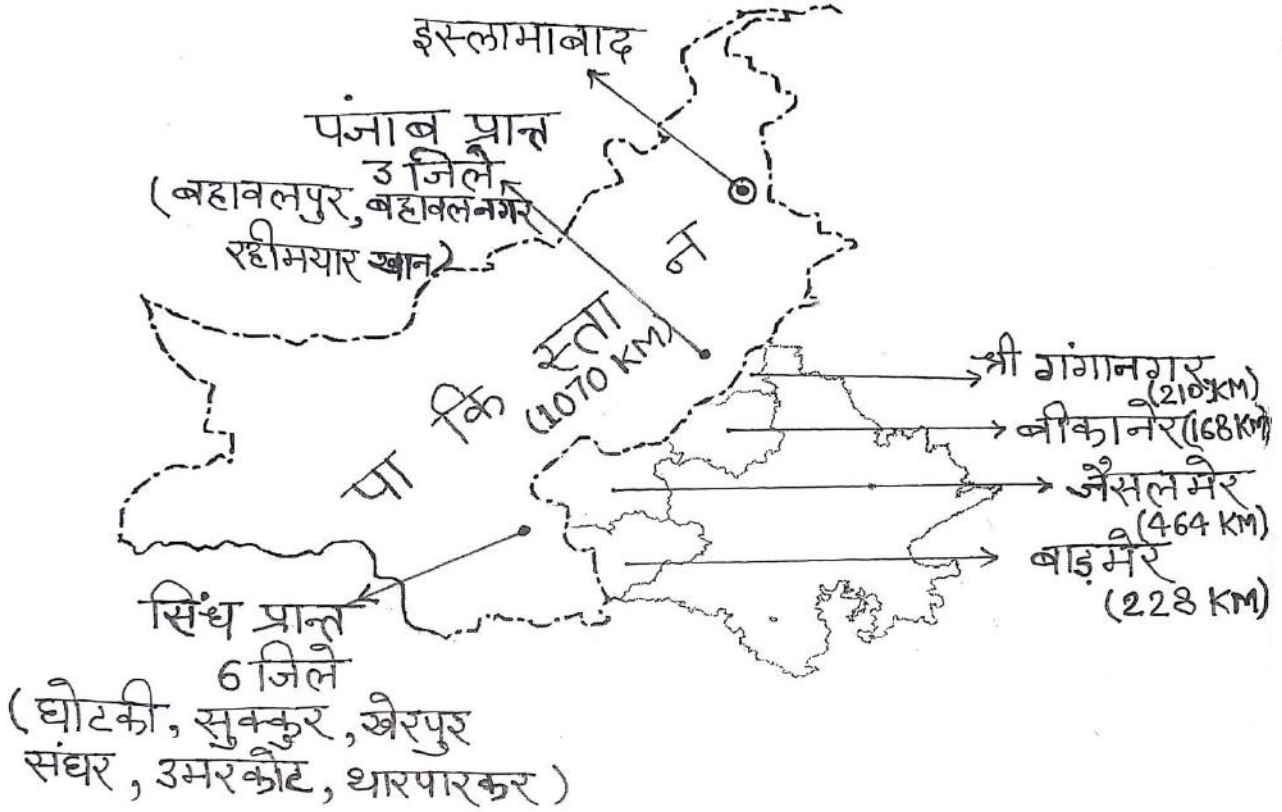 इस्लामाबाद
पंजाब प्रान्त
3 जिले
(बहावलपुर, बहावलनगर
रहीमयार खान)
पाकिस्तान
(1070 KM)
श्री गंगानगर
(210 KM)
बीकानेर (168 KM)
जैसलमेर
(464 KM)
बाड़मेर
(228 KM)
सिंध प्रान्त
6 जिले
(घोटकी, सुक्कुर, खेरपुर
संघर, उमरकोट, थारपारकर)